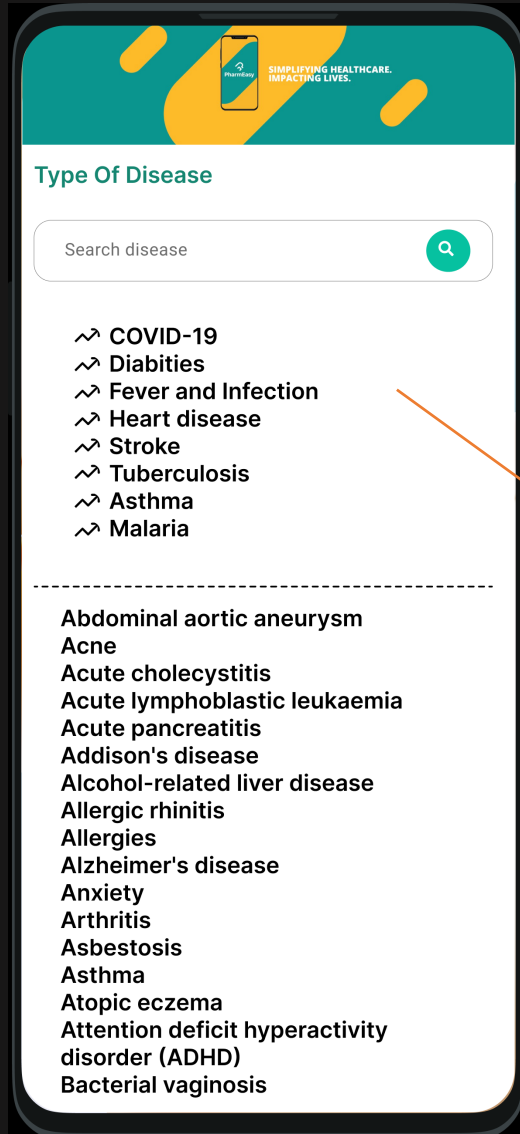 PharmEasy
SIMPLIFYING HEALTHCARE.
IMPACTING LIVES.
Type Of Disease
Search disease
COVID-19
Diabities
Fever and Infection
Heart disease
Stroke
Tuberculosis
Asthma
Malaria
Abdominal aortic aneurysm
Acne
Acute cholecystitis
Acute lymphoblastic leukaemia
Acute pancreatitis
Addison's disease
Alcohol-related liver disease
Allergic rhinitis
Allergies
Alzheimer's disease
Anxiety
Arthritis
Asbestosis
Asthma
Atopic eczema
Attention deficit hyperactivity
disorder (ADHD)
Bacterial vaginosis